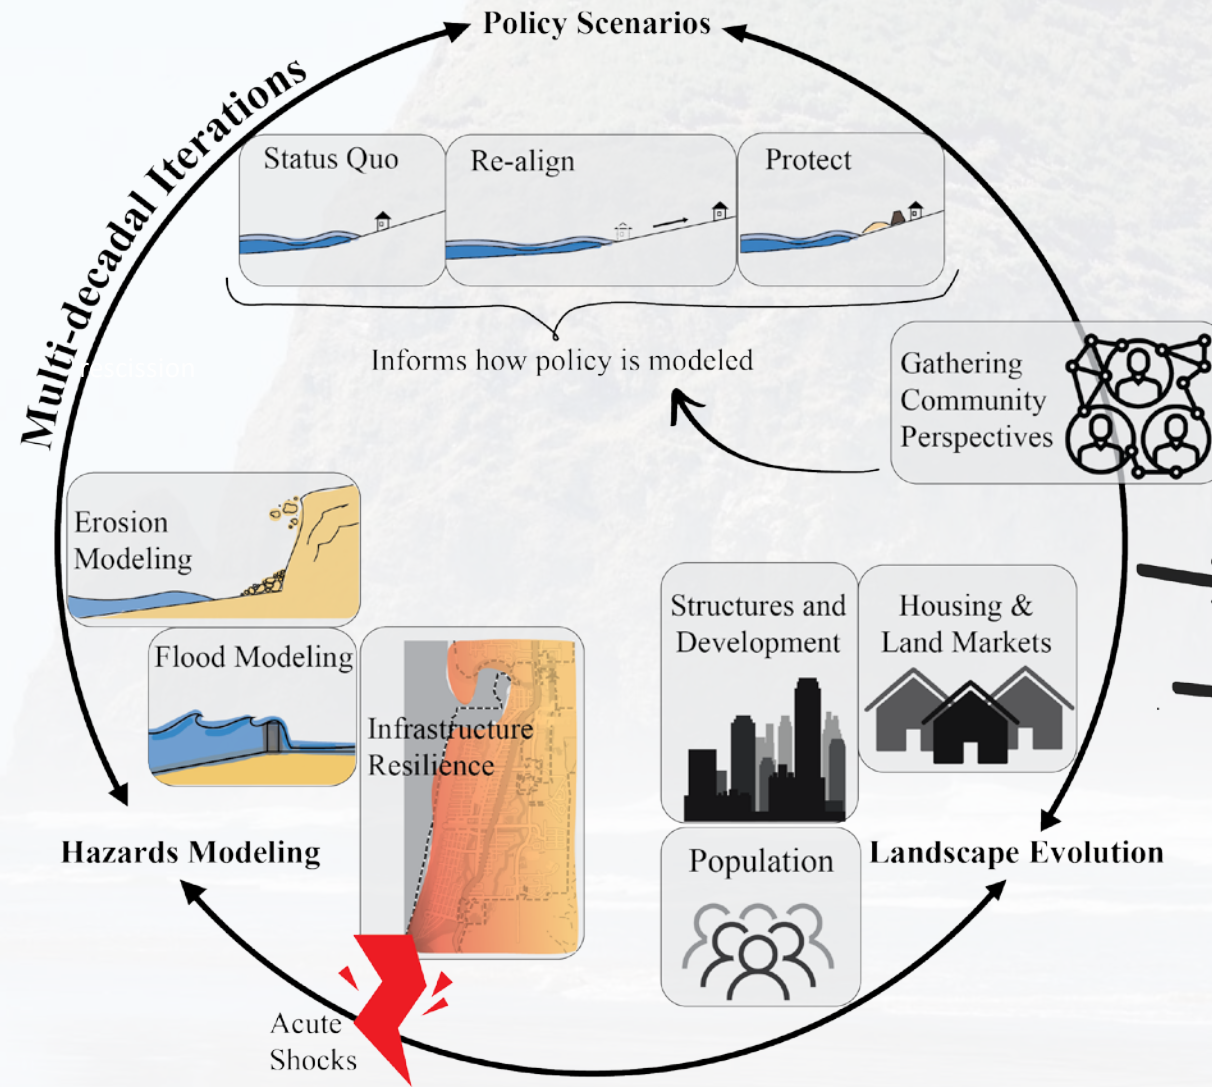 Policy Scenarios
Multi-decadal Iterations
Status Quo
Re-align
Protect
Informs how policy is modeled
rescission
Gathering
Community
Perspectives
Erosion
Modeling
Flood Modeling
Infrastructure
Resilience
Structures and
Development
Housing &
Land Markets
Population
Hazards Modeling
Landscape Evolution
Acute
Shocks